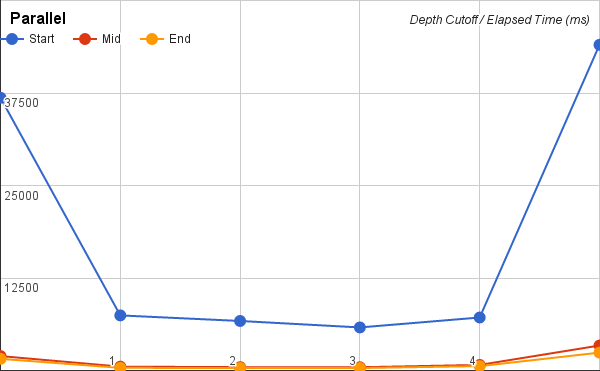 Parallel
Depth Cutoff / Elapsed Time (ms)
Start Mid End
37500
25000
12500
1 2 3 4